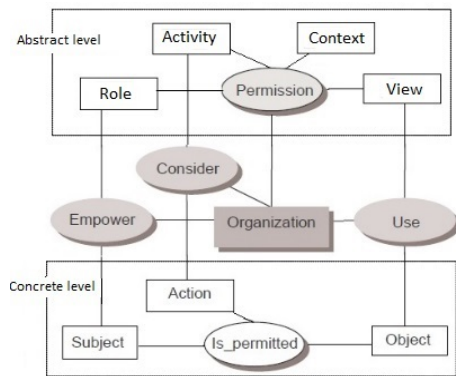 Abstract level
Activity
Context
Role
Permission
View
Consider
Empower
Organization
Use
Concrete level
Action
Subject
Is_permitted
Object